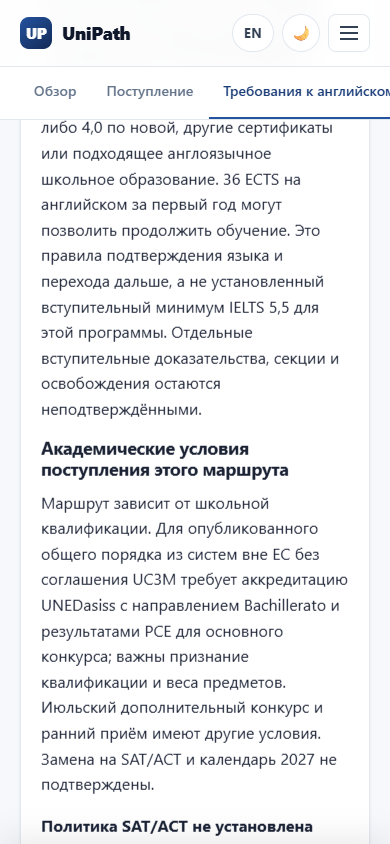 UP UniPath EN
Обзор Поступление Требования к английском
либо 4,0 по новой, другие сертификаты
или подходящее англоязычное
школьное образование. 36 ECTS на
английском за первый год могут
позволить продолжить обучение. Это
правила подтверждения языка и
перехода дальше, а не установленный
вступительный минимум IELTS 5,5 для
этой программы. Отдельные
вступительные доказательства, секции и
освобождения остаются
неподтверждёнными.
Академические условия
поступления этого маршрута
Маршрут зависит от школьной
квалификации. Для опубликованного
общего порядка из систем вне ЕС без
соглашения UC3M требует аккредитацию
UNEDasiss с направлением Bachillerato и
результатами PCE для основного
конкурса; важны признание
квалификации и веса предметов.
Июльский дополнительный конкурс и
ранний приём имеют другие условия.
Замена на SAT/ACT и календарь 2027 не
подтверждены.
Политика SAT/ACT не установлена